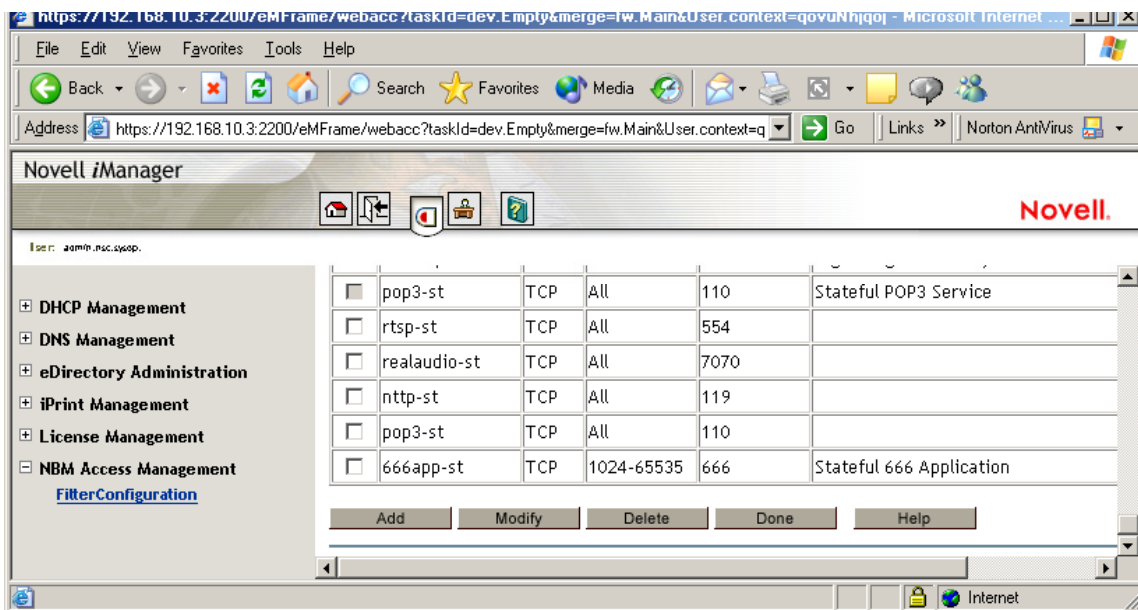 https://192.168.10.3:2200/eMFrame/webacc?taskId=dev.Empty&merge=fw.Main&User.context=qovuNhjqoj - Microsoft Internet ...
File Edit View Favorites Tools Help
Back Search Favorites Media
Address https://192.168.10.3:2200/eMFrame/webacc?taskId=dev.Empty&merge=fw.Main&User.context=q Go Links » Norton AntiVirus
Novell iManager
Novell.
User: admin.nsc.sysop.
DHCP Management
DNS Management
eDirectory Administration
iPrint Management
License Management
NBM Access Management
FilterConfiguration
pop3-st TCP All 110 Stateful POP3 Service
rtsp-st TCP All 554
realaudio-st TCP All 7070
nttp-st TCP All 119
pop3-st TCP All 110
666app-st TCP 1024-65535 666 Stateful 666 Application
Add Modify Delete Done Help
Internet